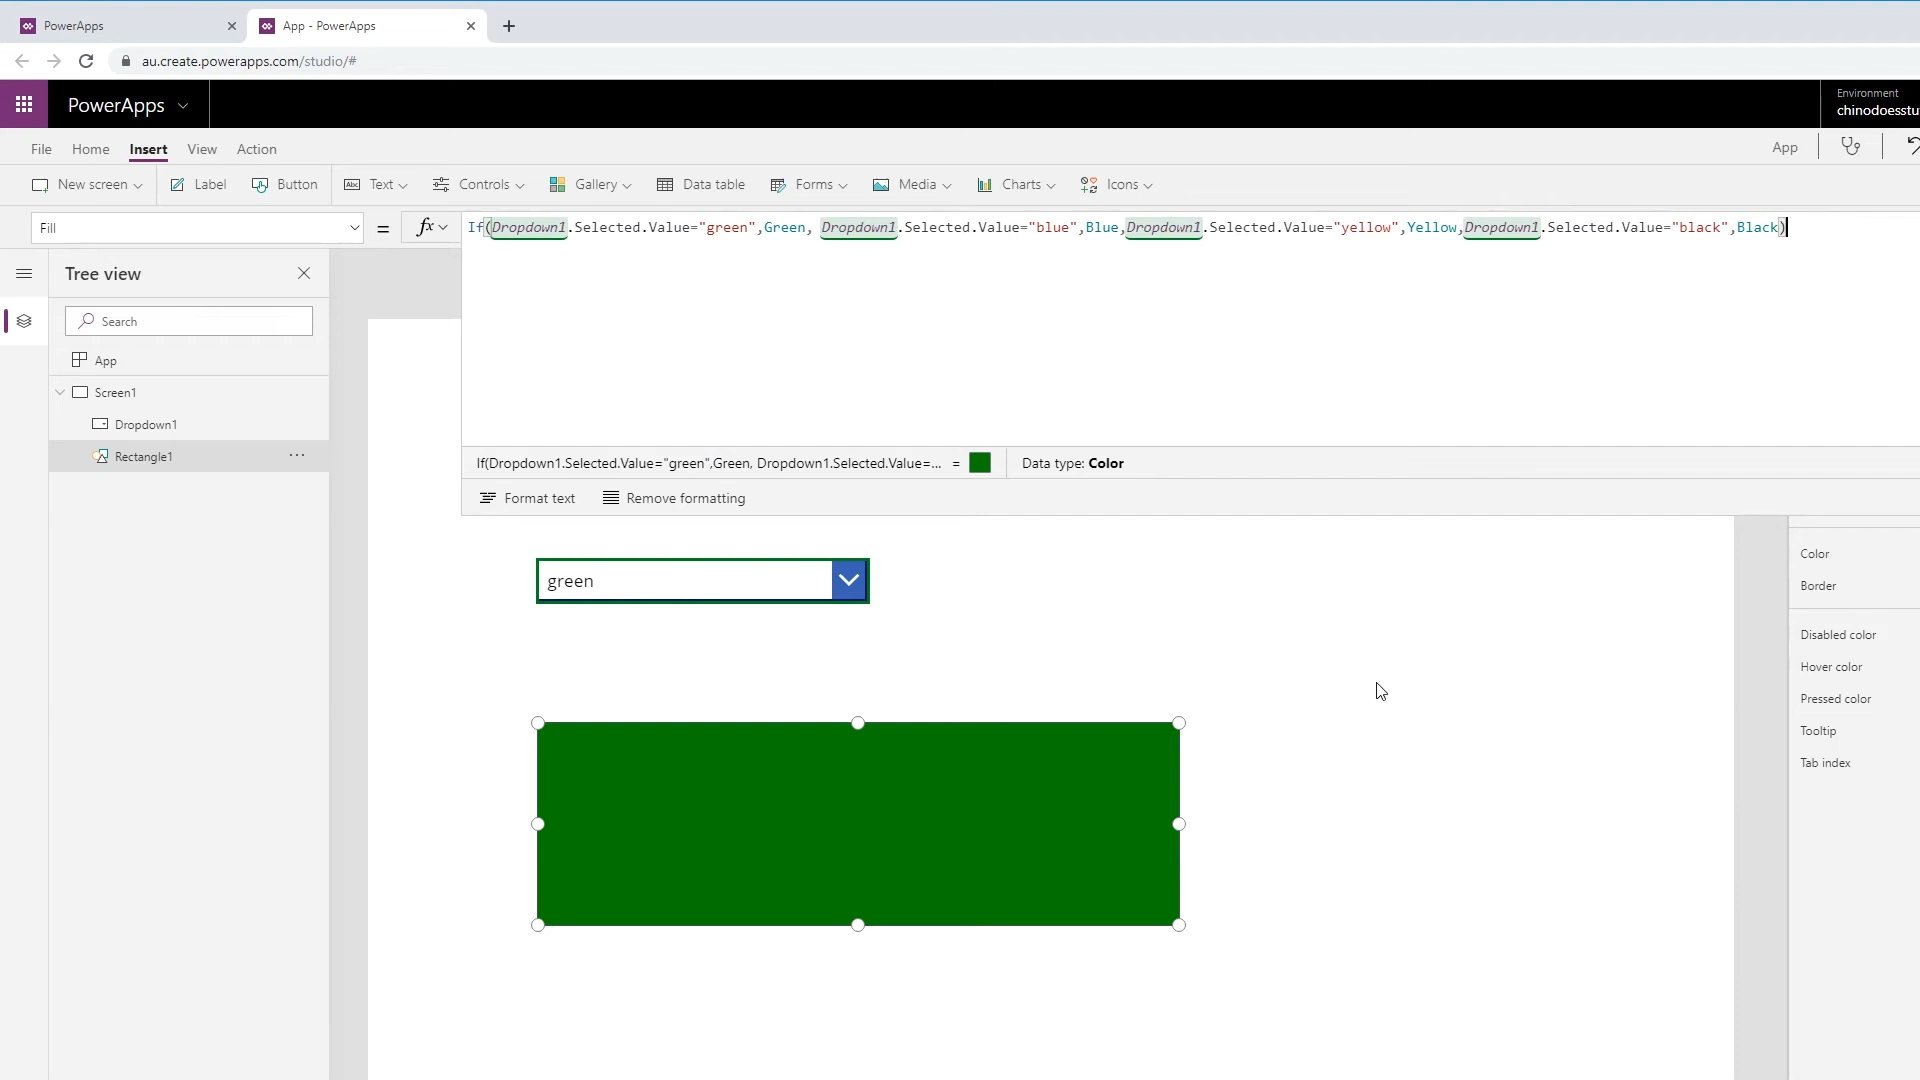 PowerApps
App - PowerApps
au.create.powerapps.com/studio/#
PowerApps
Environment
chinodoesstu
File Home Insert View Action App
New screen Label Button Text Controls Gallery Data table Forms Media Charts Icons
Fill = fx If(Dropdown1.Selected.Value="green",Green, Dropdown1.Selected.Value="blue",Blue,Dropdown1.Selected.Value="yellow",Yellow,Dropdown1.Selected.Value="black",Black)
Tree view
Search
App
Screen1
Dropdown1
Rectangle1
If(Dropdown1.Selected.Value="green",Green, Dropdown1.Selected.Value=... = Data type: Color
Format text Remove formatting
green
Color
Border
Disabled color
Hover color
Pressed color
Tooltip
Tab index